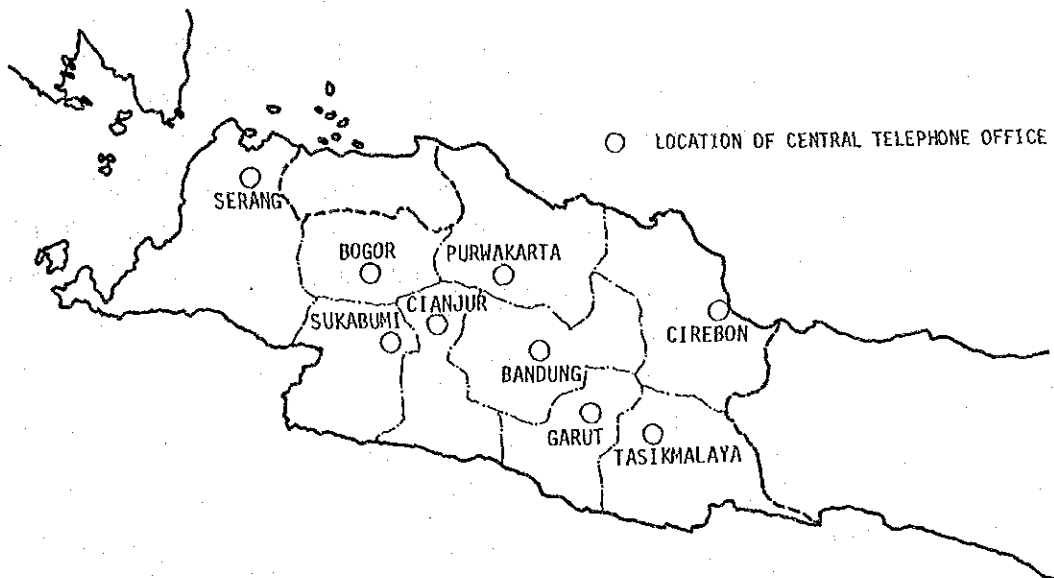 LOCATION OF CENTRAL TELEPHONE OFFICE
SERANG
BOGOR
PURWAKARTA
CIANJUR
SUKABUMI
CIREBON
BANDUNG
GARUT
TASIKMALAYA